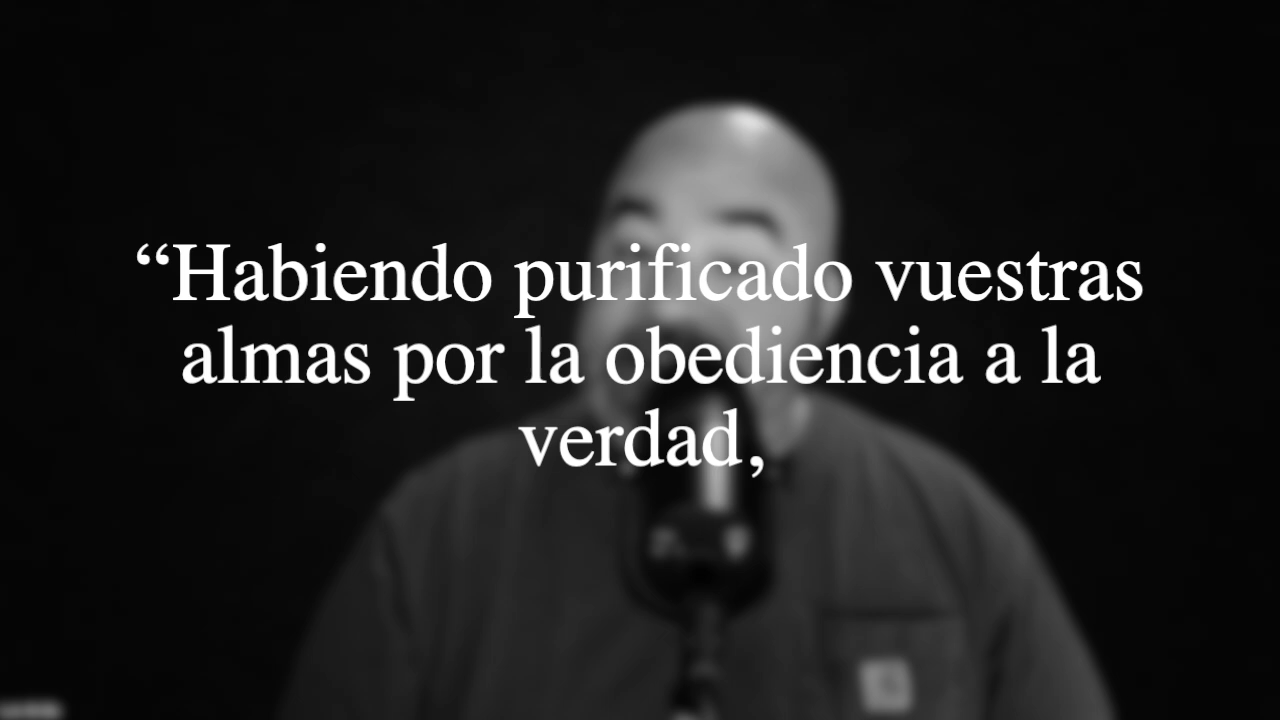 “Habiendo purificado vuestras
almas por la obediencia a la
verdad,